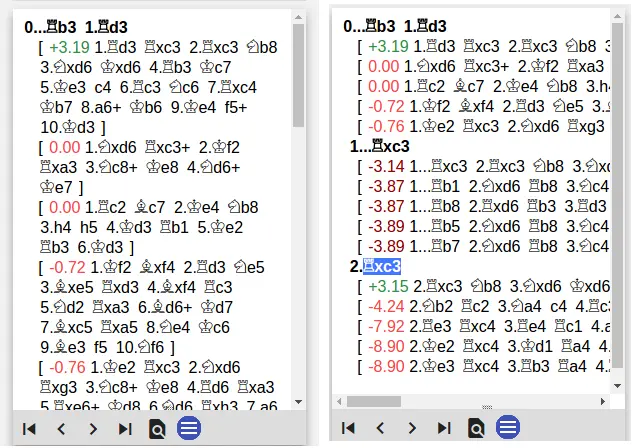 0...♖b3 1.♖d3
[ +3.19 1.♖d3 ♖xc3 2.♖xc3 ♘b8
3.♘xd6 ♔xd6 4.♖b3 ♔c7
5.♔e3 c4 6.♖c3 ♘c6 7.♖xc4
♔b7 8.a6+ ♔b6 9.♔e4 f5+
10.♔d3 ]
[ 0.00 1.♘xd6 ♖xc3+ 2.♔f2
♖xa3 3.♘c8+ ♔e8 4.♘d6+
♔e7 ]
[ 0.00 1.♖c2 ♗c7 2.♔e4 ♘b8
3.h4 h5 4.♔d3 ♖b1 5.♔e2
♖b3 6.♔d3 ]
[ -0.72 1.♔f2 ♗xf4 2.♖d3 ♘e5
3.♗xe5 ♖xd3 4.♗xf4 ♖c3
5.♘d2 ♖xa3 6.♗d6+ ♔d7
7.♗xc5 ♖xa5 8.♘e4 ♔c6
9.♗e3 f5 10.♘f6 ]
[ -0.76 1.♔e2 ♖xc3 2.♘xd6
♖xg3 3.♘c8+ ♔e8 4.♖d6 ♖xa3
5.♖xe6+ ♔d8 6.♘d6 ♖xh3 7.a6
0...♖b3 1.♖d3
[ +3.19 1.♖d3 ♖xc3 2.♖xc3 ♘b8 3
[ 0.00 1.♘xd6 ♖xc3+ 2.♔f2 ♖xa3
[ 0.00 1.♖c2 ♗c7 2.♔e4 ♘b8 3.h4
[ -0.72 1.♔f2 ♗xf4 2.♖d3 ♘e5 3.♗
[ -0.76 1.♔e2 ♖xc3 2.♘xd6 ♖xg3
1...♖xc3
[ -3.14 1...♖xc3 2.♖xc3 ♘b8 3.♘xd
[ -3.87 1...♖b1 2.♘xd6 ♖b8 3.♘c4
[ -3.87 1...♖b8 2.♖xd6 ♖b3 3.♖d3
[ -3.89 1...♖b5 2.♘xd6 ♖b8 3.♘c4
[ -3.89 1...♖b7 2.♘xd6 ♖b8 3.♘c4
2.♖xc3
[ +3.15 2.♖xc3 ♘b8 3.♘xd6 ♔xd6
[ -4.24 2.♘b2 ♖c2 3.♘a4 c4 4.♖c3
[ -7.92 2.♖e3 ♖xc4 3.♖e4 ♖c1 4.a
[ -8.90 2.♔e2 ♖xc4 3.♔d1 ♖a4 4.
[ -8.90 2.♔e3 ♖xc4 3.♖b3 ♖a4 4.